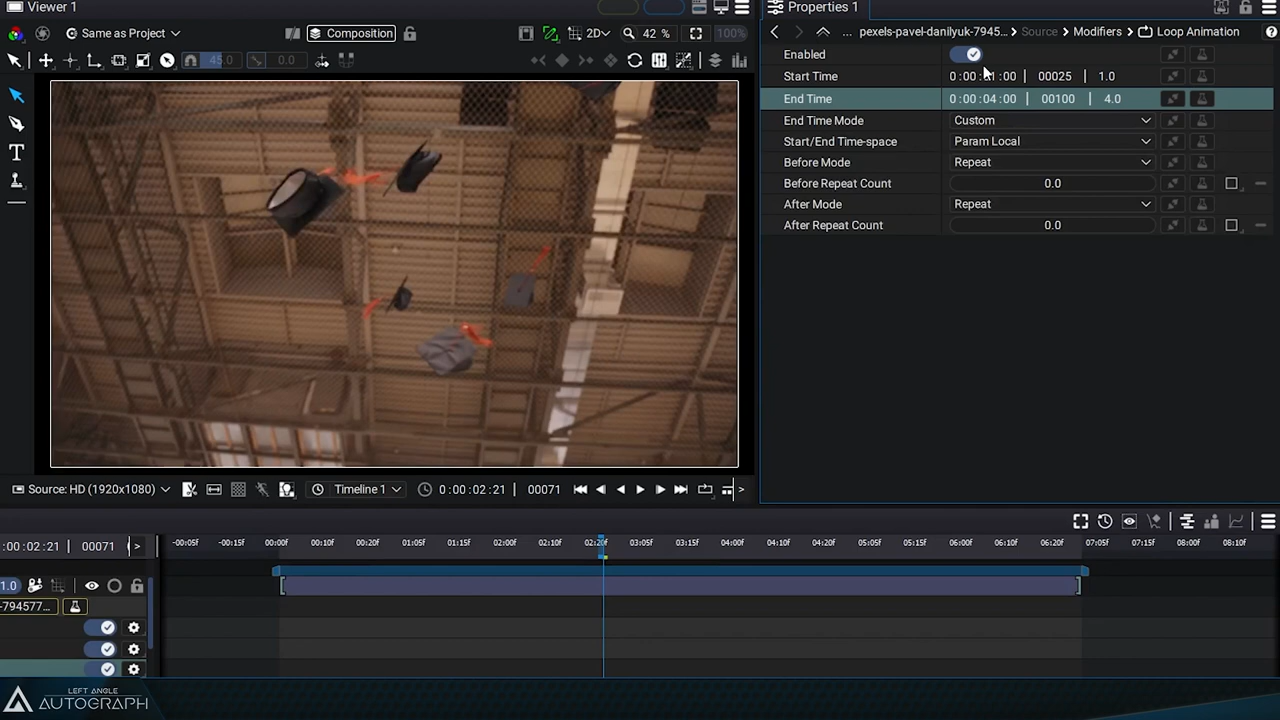 Viewer 1
Properties 1
Same as Project
Composition
2D
42 %
100%
... pexels-pavel-danilyuk-7945... > Source > Modifiers > Loop Animation
45.0
0.0
Enabled
Start Time 00025 | 1.0
End Time 0:00:04:00 | 00100 | 4.0
End Time Mode Custom
Start/End Time-space Param Local
Before Mode Repeat
Before Repeat Count 0.0
After Mode Repeat
After Repeat Count 0.0
T
Source: HD (1920x1080)
Timeline 1
0:00:02:21 00071
:00:02:21 00071
-00:05f -00:15f 00:00f 00:10f 00:20f 01:05f 01:15f 02:00f 02:10f 02:20f 03:05f 03:15f 04:00f 04:10f 04:20f 05:05f 05:15f 06:00f 06:10f 06:20f 07:05f 07:15f 08:00f 08:10f
1.0
-794577...
LEFT ANGLE
AUTOGRAPH